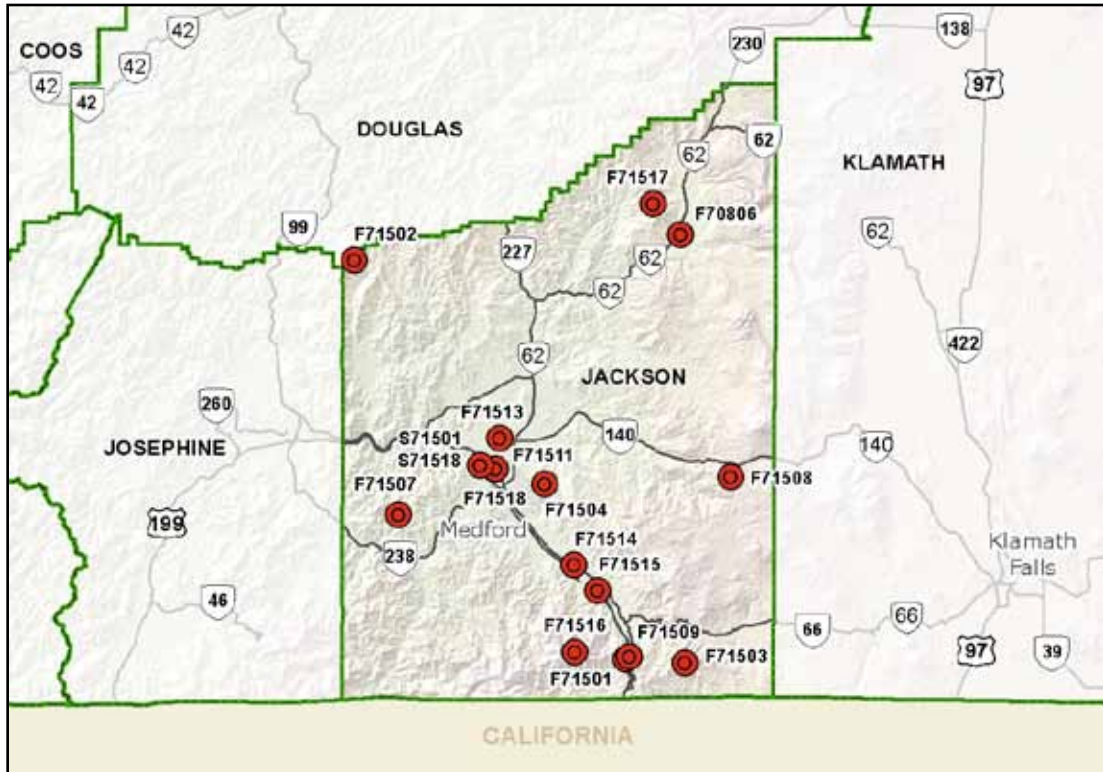 42
230
138
COOS
42
42
42
97
DOUGLAS
62
62
KLAMATH
F71517
F70806
99
F71502
227
62
62
62
62
422
JACKSON
260
F71513
S71501
140
140
JOSEPHINE
S71518
F71511
F71508
F71507
F71518
F71504
199
Medford
F71514
238
F71515
Klamath
Falls
46
66
66
F71516
F71509
F71503
97
39
F71501
CALIFORNIA